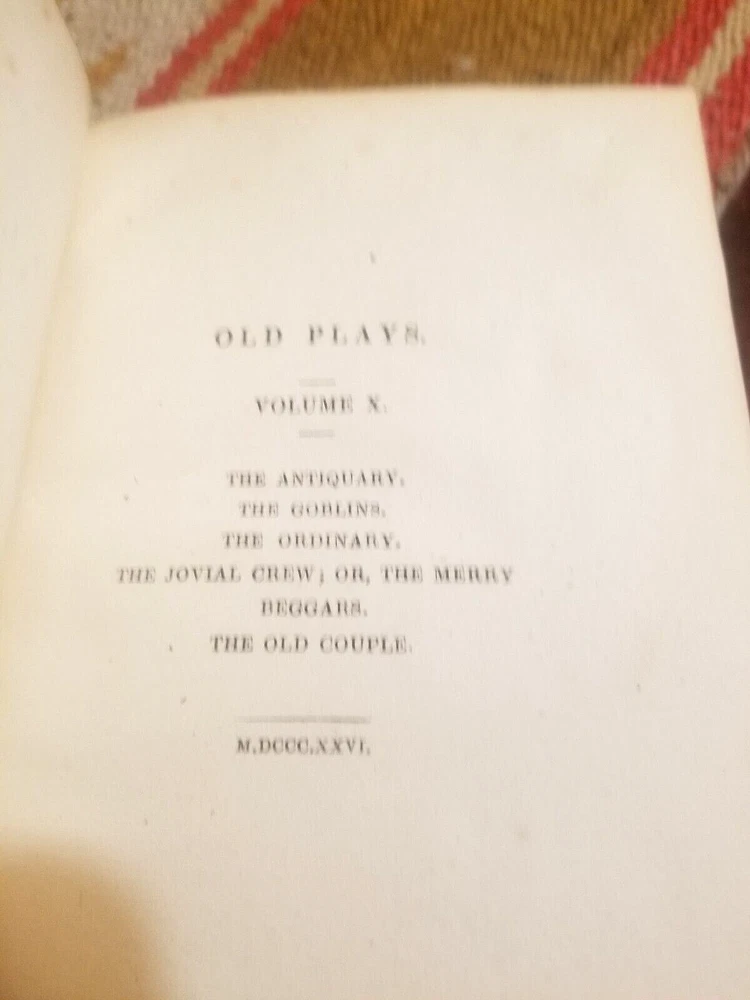 OLD PLAYS.
VOLUME X.
THE ANTIQUARY.
THE GOBLINS.
THE ORDINARY.
THE JOVIAL CREW; OR, THE MERRY
BEGGARS.
THE OLD COUPLE.
M.DCCC.XXVI.